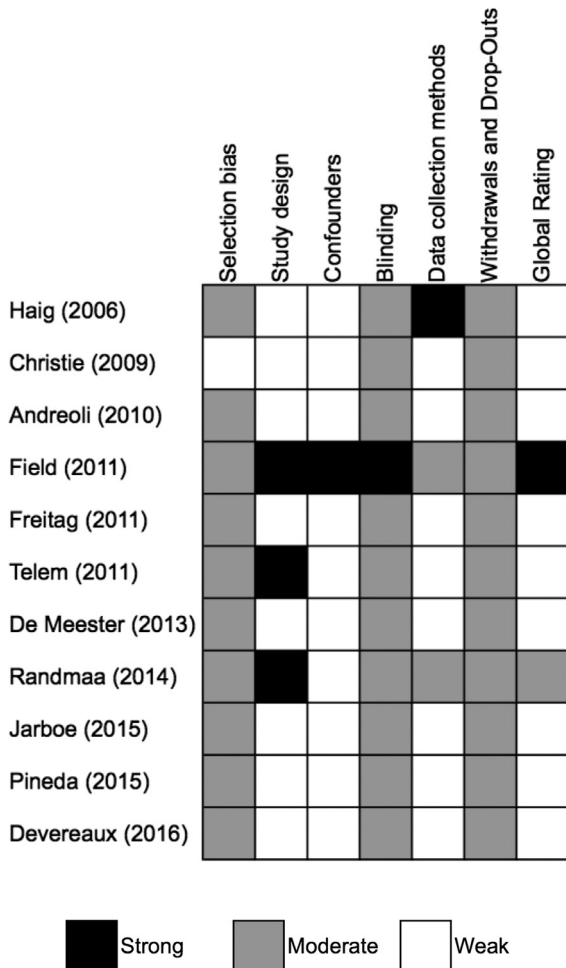 Selection bias
Study design
Confounders
Blinding
Data collection methods
Withdrawals and Drop-Outs
Global Rating
Haig (2006)
Christie (2009)
Andreoli (2010)
Field (2011)
Freitag (2011)
Telem (2011)
De Meester (2013)
Randmaa (2014)
Jarboe (2015)
Pineda (2015)
Devereaux (2016)
Strong
Moderate
Weak